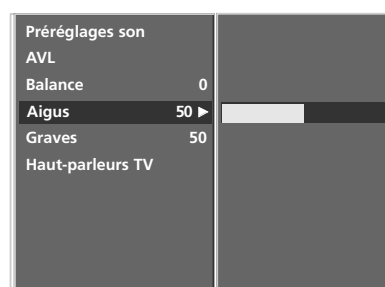 Préréglages son
AVL
Balance 0
Aigus 50 ▶
Graves 50
Haut-parleurs TV